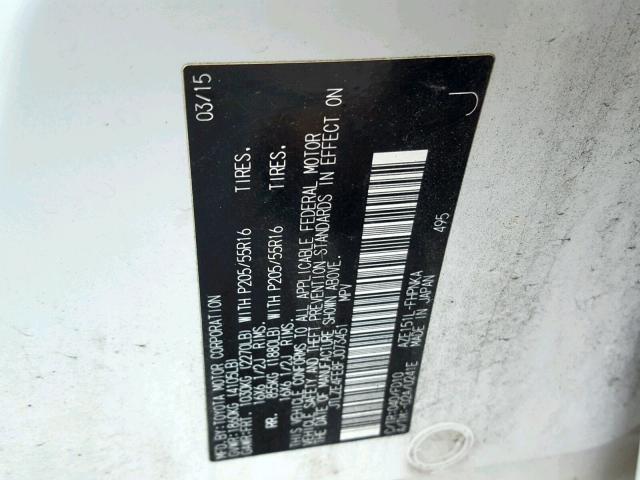 MFD.BY: TOYOTA MOTOR CORPORATION 03/15
GVWR: 1860KG (4105LB)
GAWR: FRT. 1030KG (2270LB) WITH P205/55R16 TIRES.
16X6 1/2J RIMS.
RR. 855KG (1880LB) WITH P205/55R16 TIRES.
16X6 1/2J RIMS.
THIS VEHICLE CONFORMS TO ALL APPLICABLE FEDERAL MOTOR
VEHICLE SAFETY AND THEFT PREVENTION STANDARDS IN EFFECT ON
THE DATE OF MANUFACTURE SHOWN ABOVE.
JTLZE4FEBFJ073451 MPV
495
AZE151L-FHPNKA
MADE IN JAPAN
J